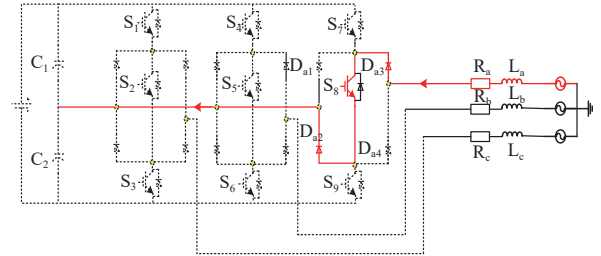 S1 S4 S7
C1 Da1 Da3 Ra La
S2 S5 S8 Rb Lb
Da2 Rc Lc
C2 Da4
S3 S6 S9